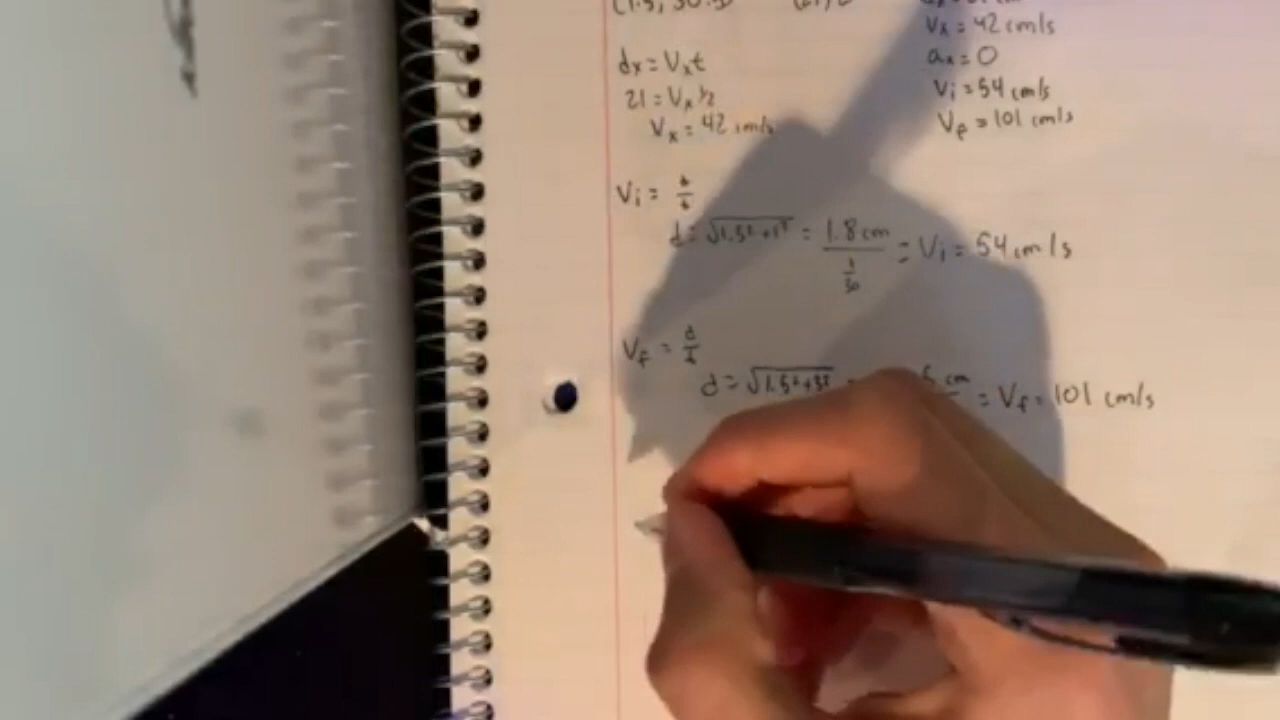 Vx = 42 cm/s
dx = Vxt
ax = 0
21 = Vx ½
Vi = 54 cm/s
Vx = 42 cm/s
Vf = 101 cm/s
Vi = d/t
d = √1.5²+1² = 1.8 cm / 1/30 = Vi = 54 cm/s
Vf = d/t
d = √1.5²+3² = cm = Vf = 101 cm/s